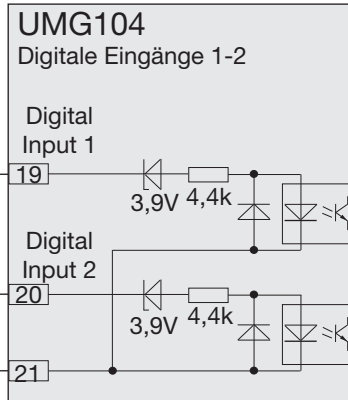 UMG104
Digitale Eingänge 1-2
Digital
Input 1
19
3,9V 4,4k
Digital
Input 2
20
3,9V 4,4k
21